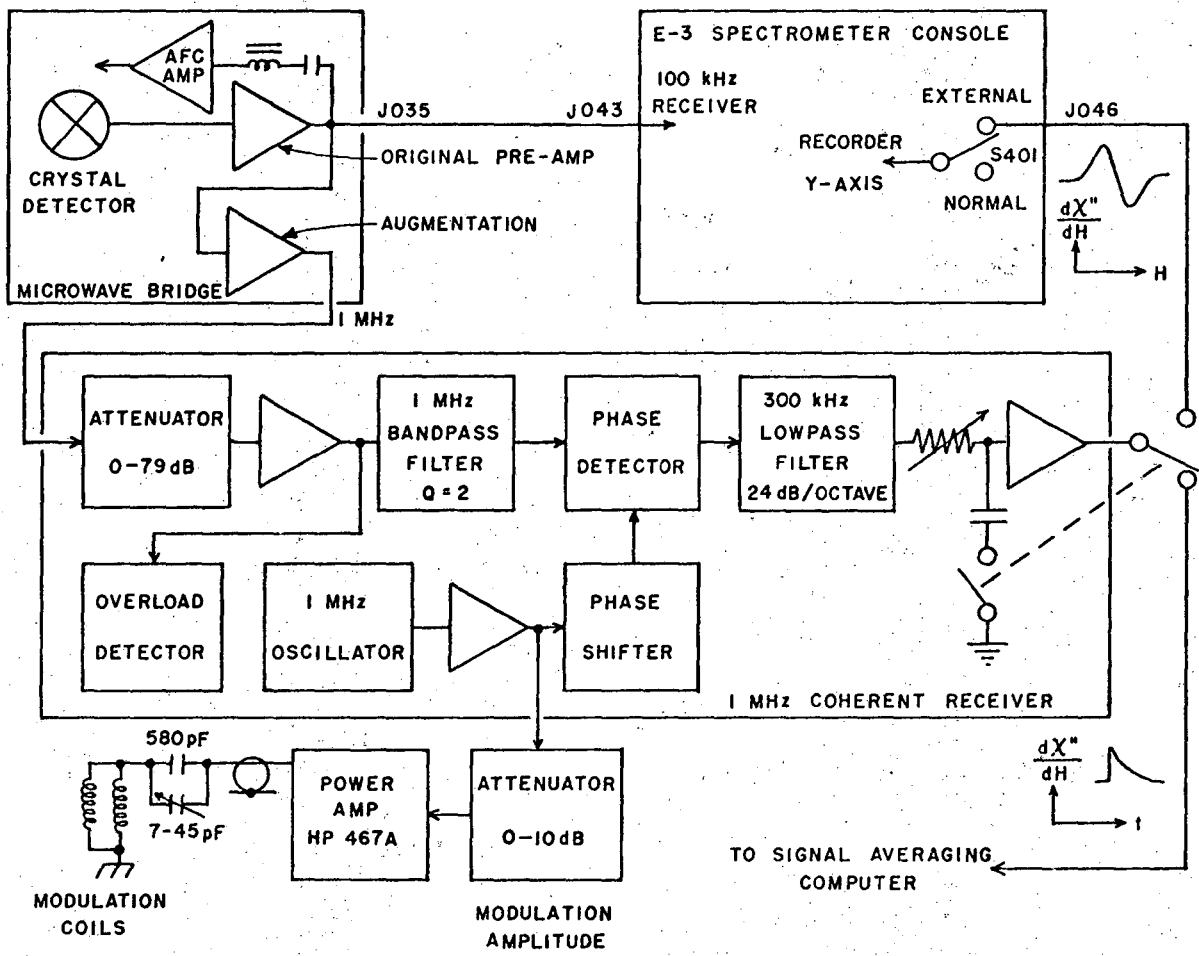 AFC
AMP
CRYSTAL
DETECTOR
ORIGINAL PRE-AMP
AUGMENTATION
MICROWAVE BRIDGE
1 MHz
J035
J043
E-3 SPECTROMETER CONSOLE
100 kHz
RECEIVER
EXTERNAL
RECORDER
Y-AXIS
S401
NORMAL
J046
dχ"
dH
H
ATTENUATOR
0-79 dB
1 MHz
BANDPASS
FILTER
Q = 2
PHASE
DETECTOR
300 kHz
LOWPASS
FILTER
24 dB/OCTAVE
OVERLOAD
DETECTOR
1 MHz
OSCILLATOR
PHASE
SHIFTER
1 MHz COHERENT RECEIVER
580 pF
7-45 pF
MODULATION
COILS
POWER
AMP
HP 467A
ATTENUATOR
0-10 dB
MODULATION
AMPLITUDE
dχ"
dH
t
TO SIGNAL AVERAGING
COMPUTER